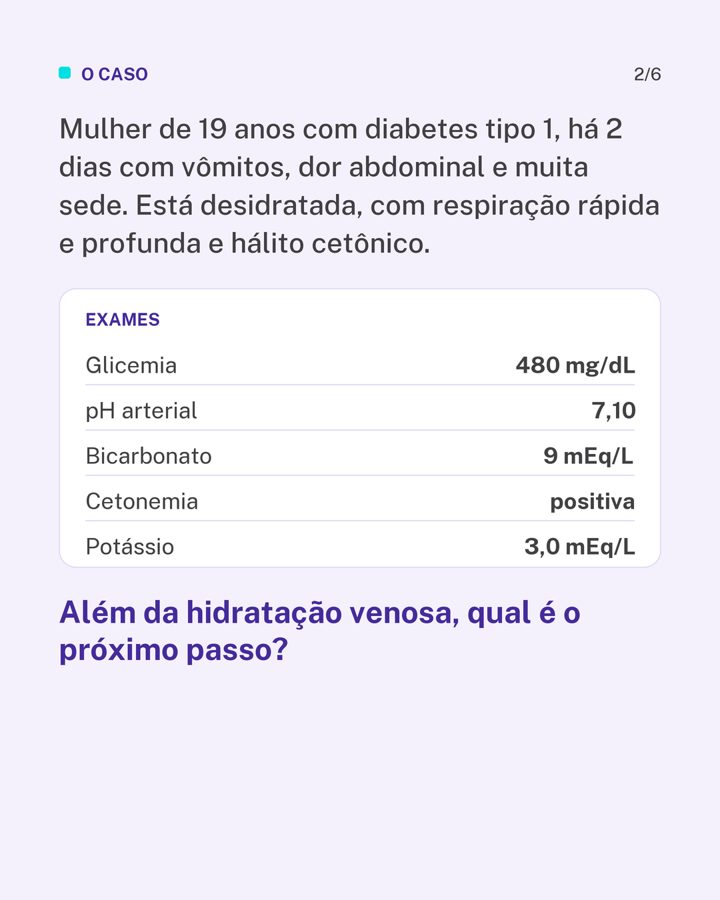 O CASO
2/6
Mulher de 19 anos com diabetes tipo 1, há 2
dias com vômitos, dor abdominal e muita
sede. Está desidratada, com respiração rápida
e profunda e hálito cetônico.
EXAMES
Glicemia 480 mg/dL
pH arterial 7,10
Bicarbonato 9 mEq/L
Cetonemia positiva
Potássio 3,0 mEq/L
Além da hidratação venosa, qual é o
próximo passo?